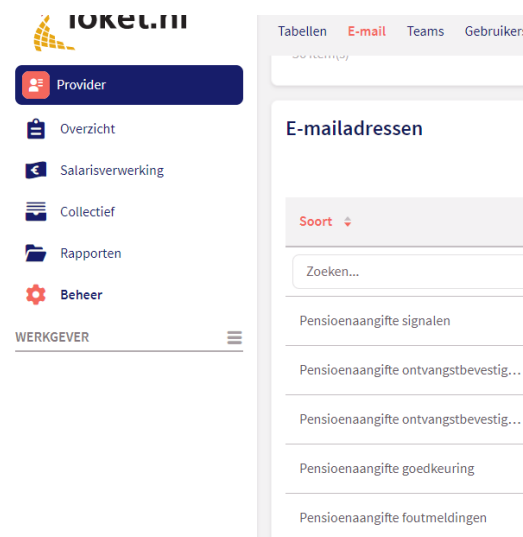 loket.nl
Tabellen E-mail Teams Gebruikers
Provider
Overzicht
Salarisverwerking
Collectief
Rapporten
Beheer
WERKGEVER
item(s)
E-mailadressen
Soort
Zoeken...
Pensioenaangifte signalen
Pensioenaangifte ontvangstbevestig...
Pensioenaangifte ontvangstbevestig...
Pensioenaangifte goedkeuring
Pensioenaangifte foutmeldingen